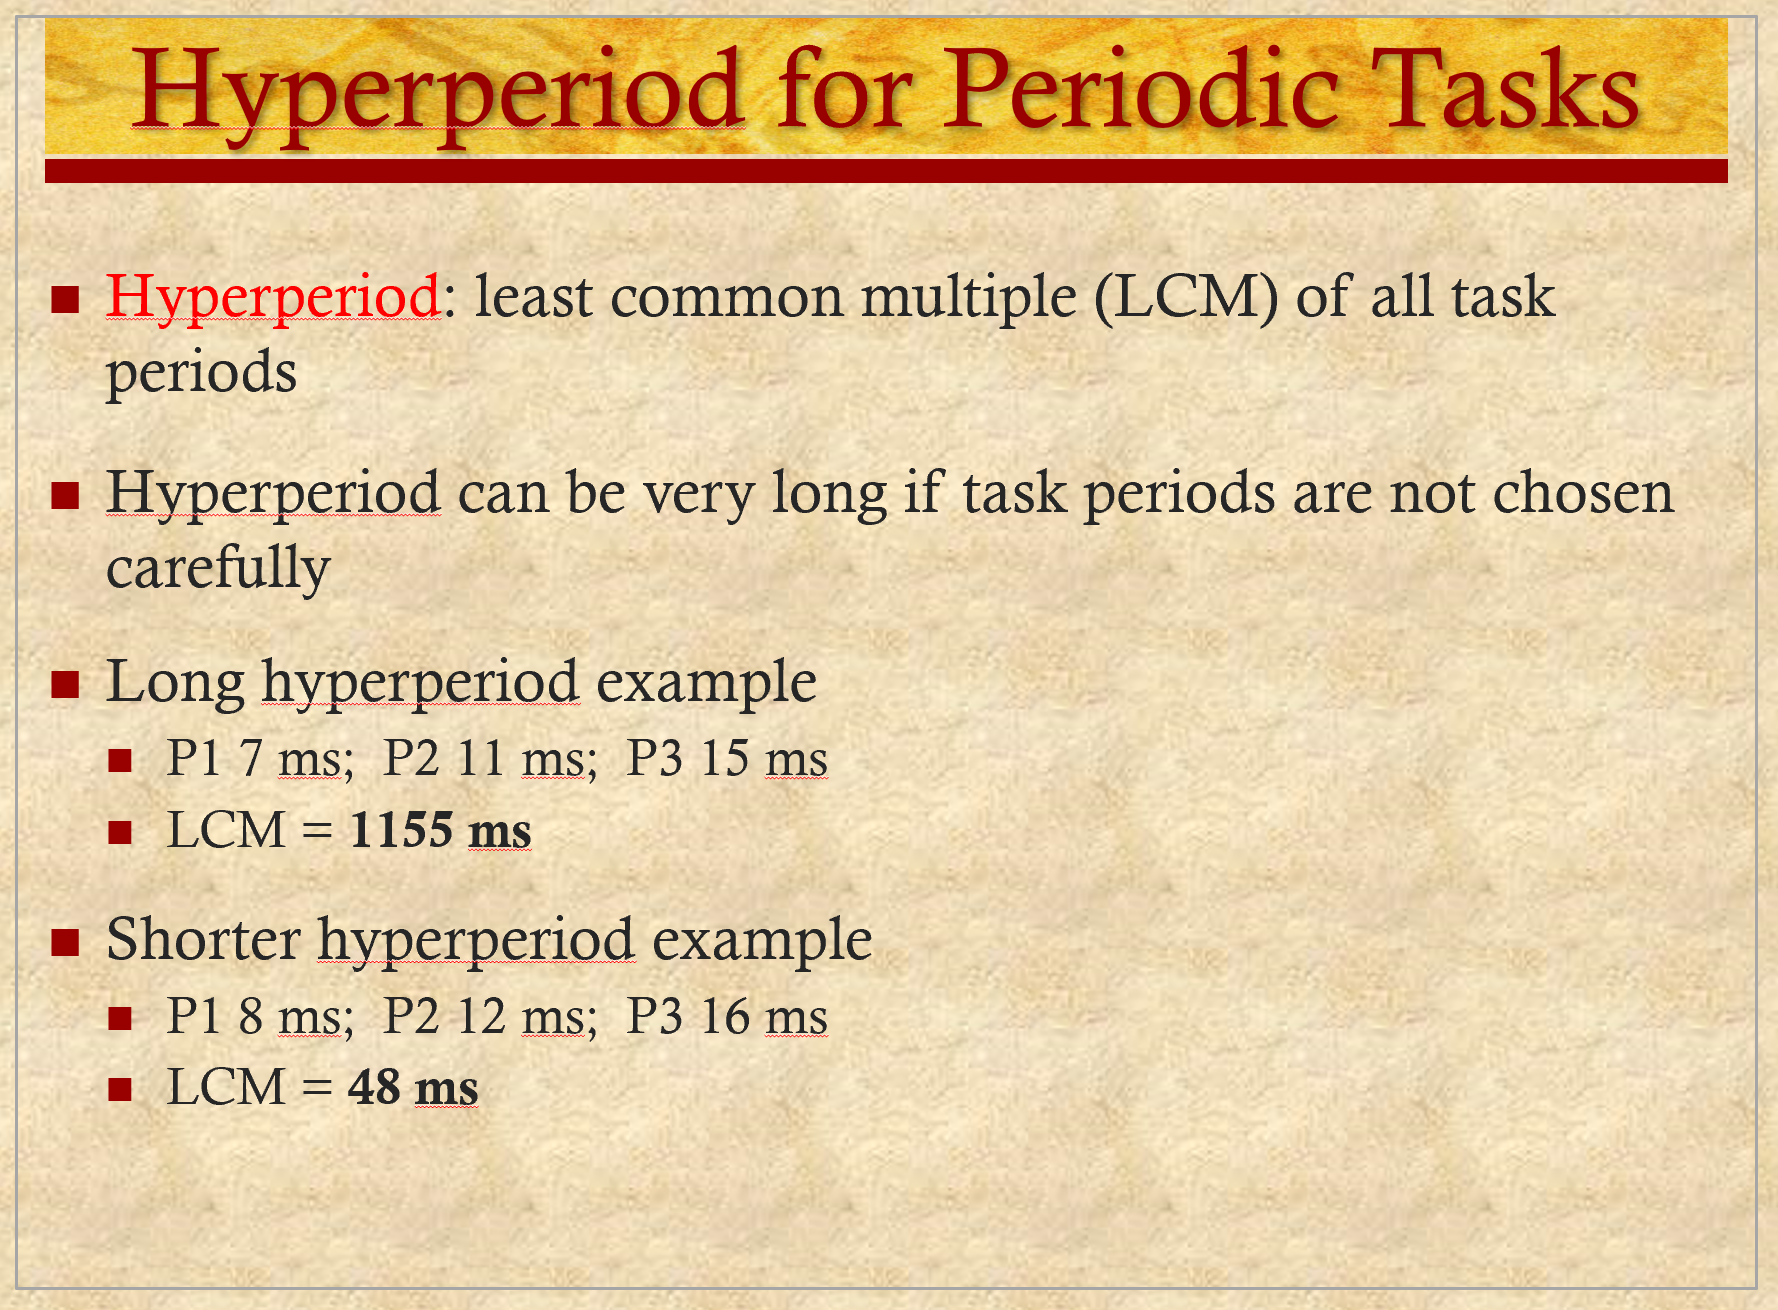 Hyperperiod for Periodic Tasks
Hyperperiod: least common multiple (LCM) of all task
periods
Hyperperiod can be very long if task periods are not chosen
carefully
Long hyperperiod example
P1 7 ms; P2 11 ms; P3 15 ms
LCM = 1155 ms
Shorter hyperperiod example
P1 8 ms; P2 12 ms; P3 16 ms
LCM = 48 ms